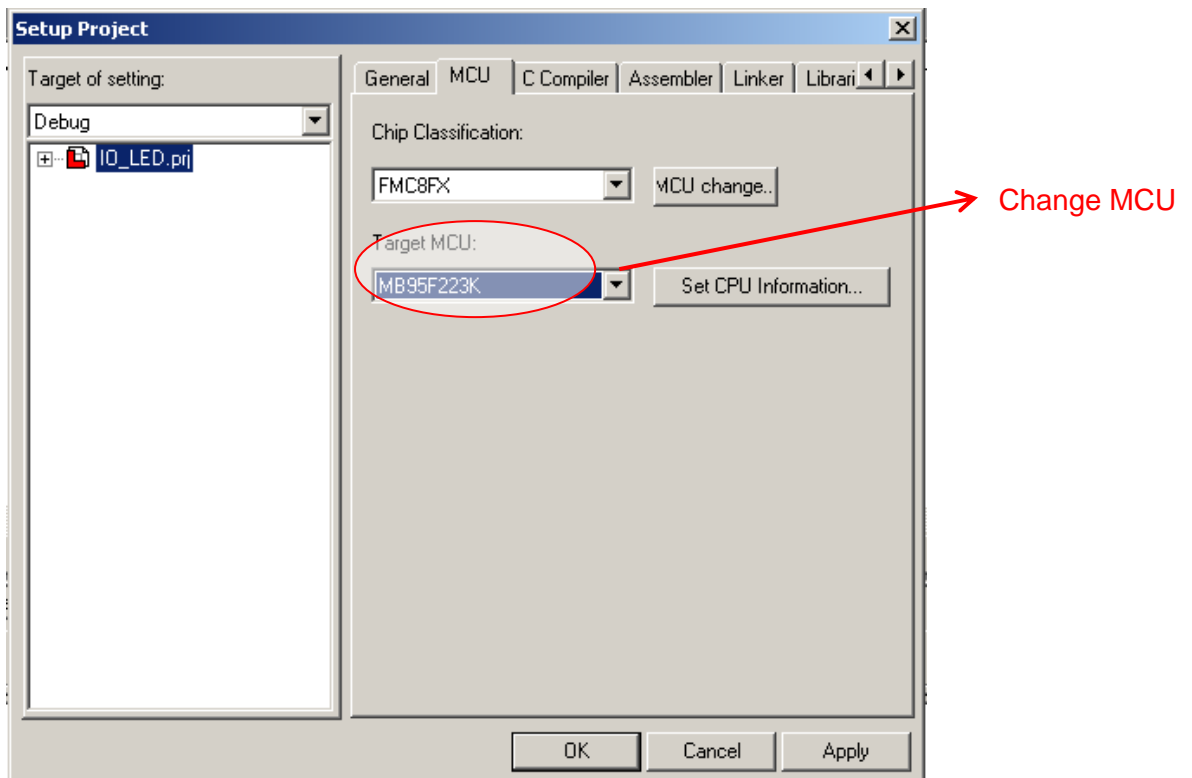 Setup Project
Target of setting:
Debug
IO_LED.prj
General MCU C Compiler Assembler Linker Librari
Chip Classification:
FMC8FX MCU change..
Target MCU:
MB95F223K Set CPU Information...
Change MCU
OK Cancel Apply